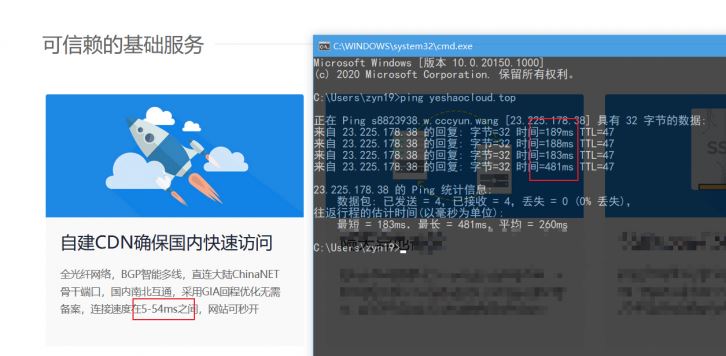 可信赖的基础服务
自建CDN确保国内快速访问
全光纤网络，BGP智能多线，直连大陆ChinaNET
骨干端口，国内南北互通，采用GIA回程优化无需
备案，连接速度在5-54ms之间，网站可秒开
C:\WINDOWS\system32\cmd.exe
Microsoft Windows [版本 10.0.20150.1000]
(c) 2020 Microsoft Corporation. 保留所有权利。
C:\Users\zyn19>ping yeshaocloud.top
正在 Ping s8823938.w.cccyun.wang [23.225.178.38] 具有 32 字节的数据:
来自 23.225.178.38 的回复: 字节=32 时间=189ms TTL=47
来自 23.225.178.38 的回复: 字节=32 时间=188ms TTL=47
来自 23.225.178.38 的回复: 字节=32 时间=183ms TTL=47
来自 23.225.178.38 的回复: 字节=32 时间=481ms TTL=47
23.225.178.38 的 Ping 统计信息:
数据包: 已发送 = 4，已接收 = 4，丢失 = 0 (0% 丢失)，
往返行程的估计时间(以毫秒为单位):
最短 = 183ms，最长 = 481ms，平均 = 260ms
C:\Users\zyn19>